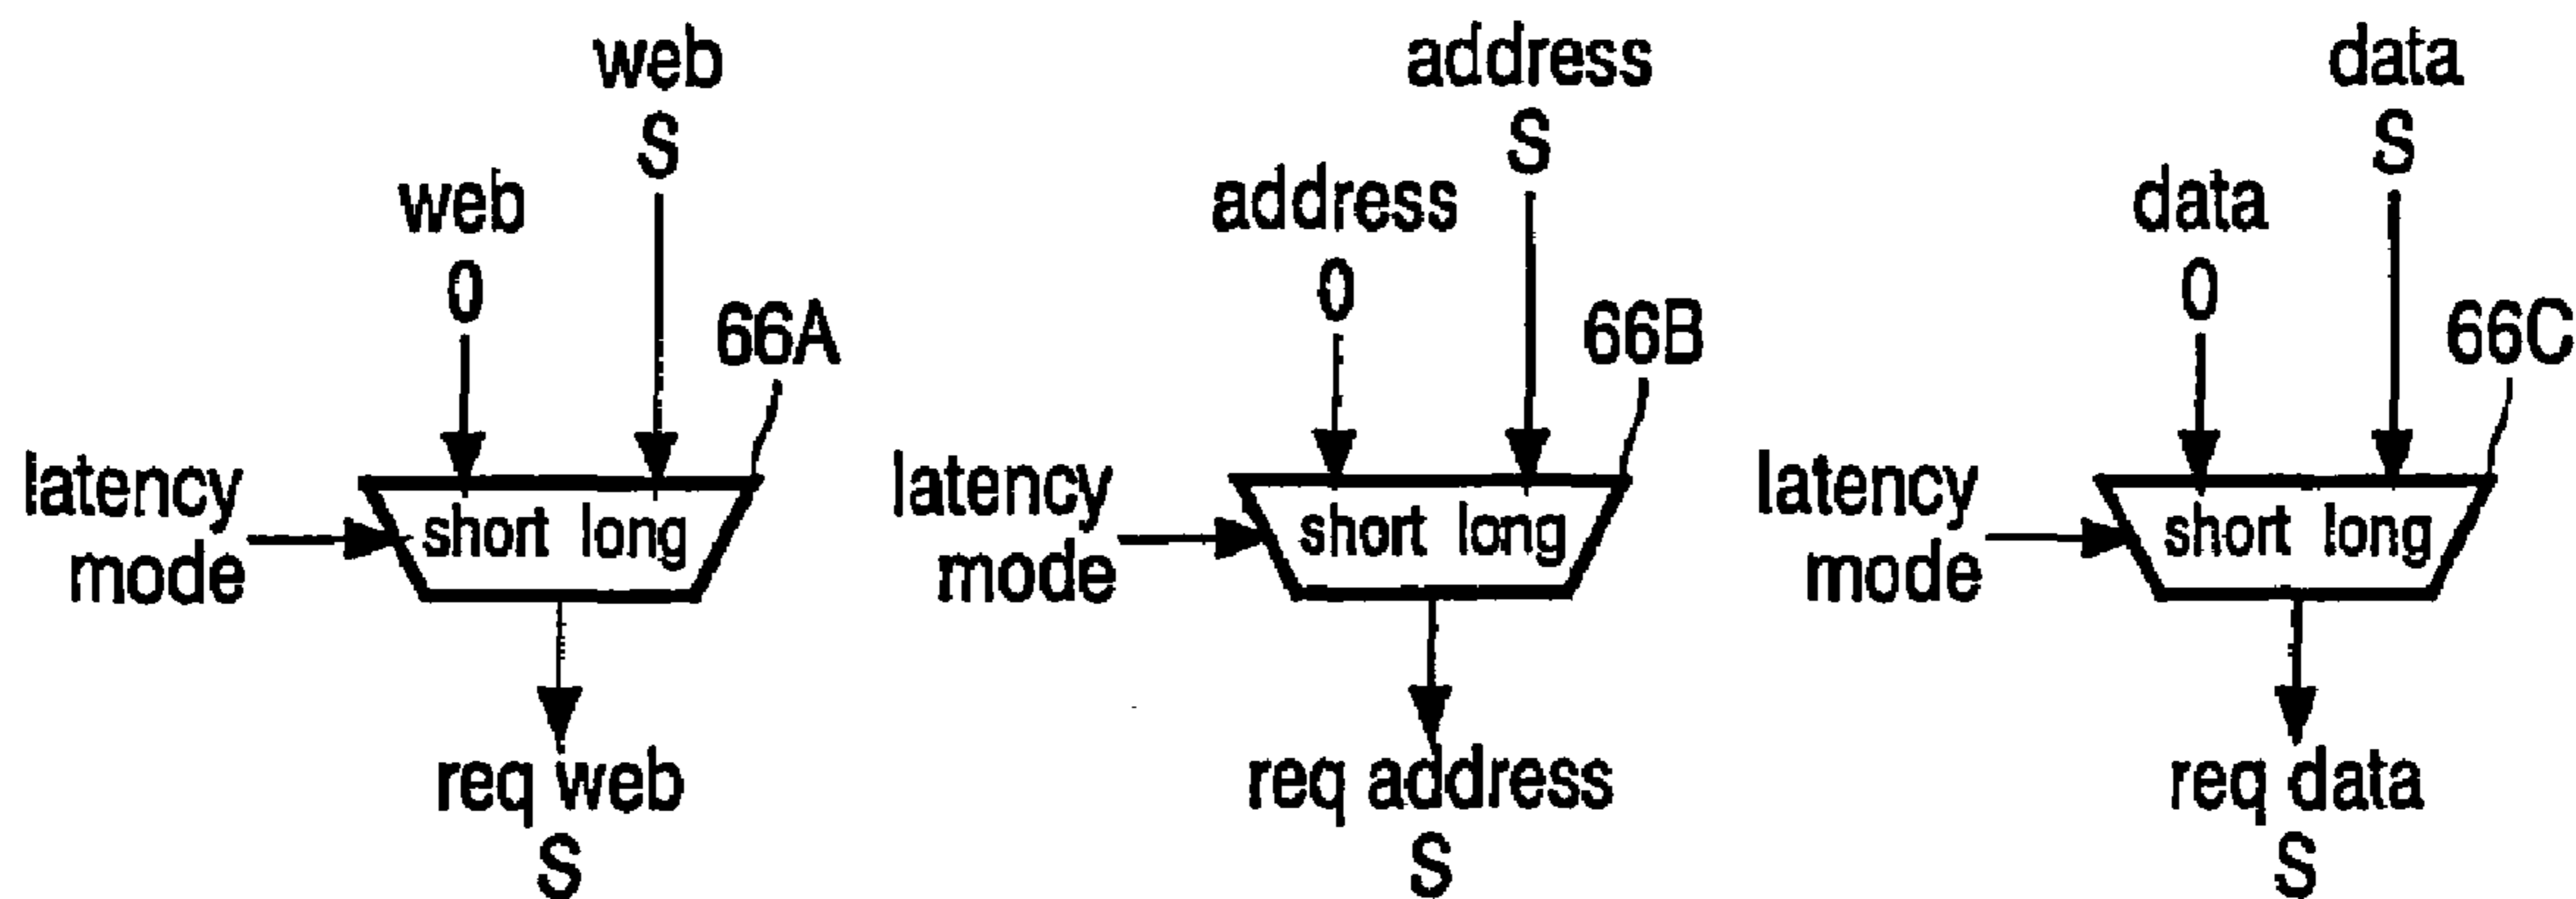 web
S
web
0
66A
latency
mode
short long
req web
S
address
S
address
0
66B
latency
mode
short long
req address
S
data
S
data
0
66C
latency
mode
short long
req data
S